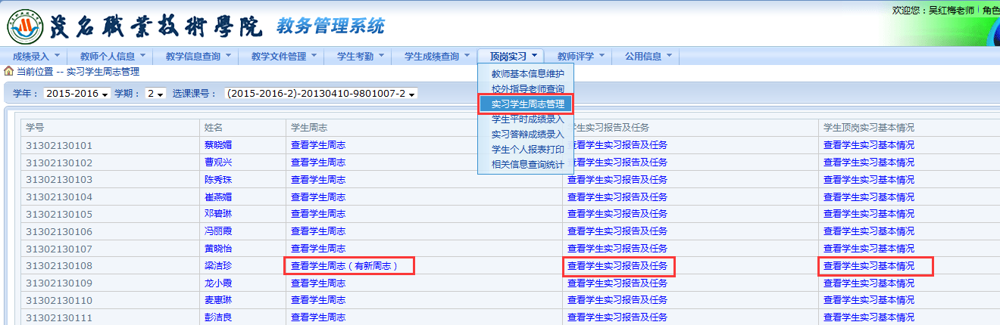 茂名職業技術學院 教务管理系统
欢迎您：吴红梅老师 | 角色
成绩录入 教师个人信息 教学信息查询 教学文件管理 学生考勤 学生成绩查询 顶岗实习 教师评学 公用信息
当前位置 -- 实习学生周志管理
教师基本信息维护
校外指导老师查询
实习学生周志管理
学生平时成绩录入
实习答辩成绩录入
学生个人报表打印
相关信息查询统计
学年： 2015-2016 学期： 2 选课课号： (2015-2016-2)-20130410-9801007-2
学号 姓名 学生周志 学生实习报告及任务 学生顶岗实习基本情况
31302130101 蔡晓媚 查看学生周志 查看学生实习报告及任务 查看学生实习基本情况
31302130102 曹观兴 查看学生周志 查看学生实习报告及任务 查看学生实习基本情况
31302130103 陈秀珠 查看学生周志 查看学生实习报告及任务 查看学生实习基本情况
31302130104 崔燕媚 查看学生周志 查看学生实习报告及任务 查看学生实习基本情况
31302130105 邓碧琳 查看学生周志 查看学生实习报告及任务 查看学生实习基本情况
31302130106 冯丽霞 查看学生周志 查看学生实习报告及任务 查看学生实习基本情况
31302130107 黄晓怡 查看学生周志 查看学生实习报告及任务 查看学生实习基本情况
31302130108 梁洁珍 查看学生周志（有新周志） 查看学生实习报告及任务 查看学生实习基本情况
31302130109 龙小霞 查看学生周志 查看学生实习报告及任务 查看学生实习基本情况
31302130110 麦惠琳 查看学生周志 查看学生实习报告及任务 查看学生实习基本情况
31302130111 彭洁良 查看学生周志 查看学生实习报告及任务 查看学生实习基本情况